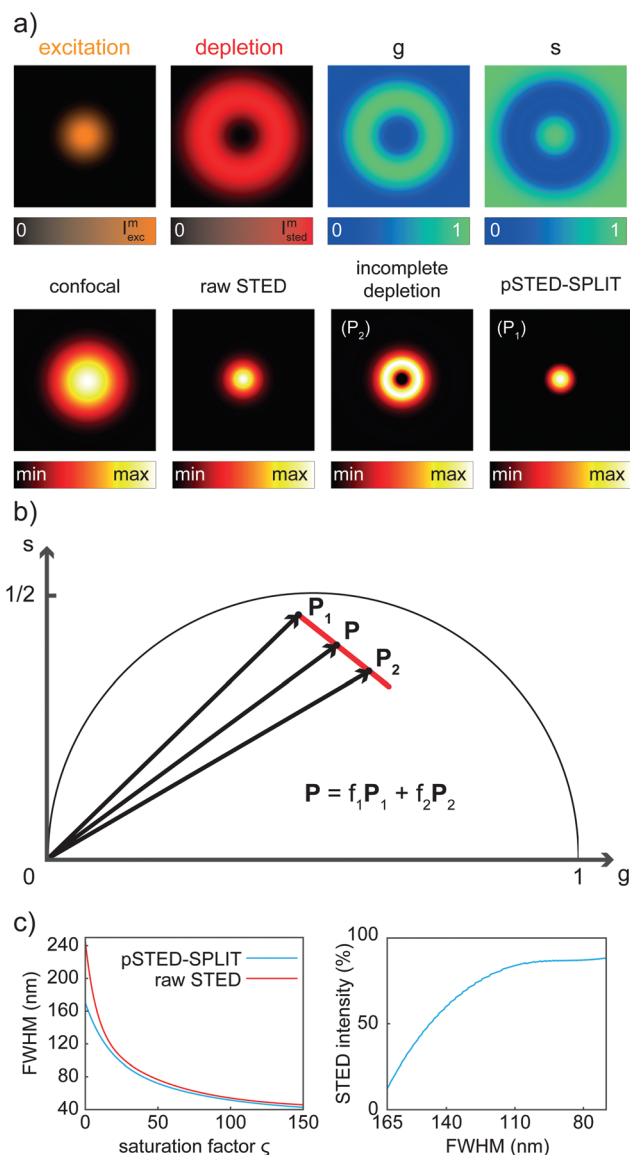 a)
excitation depletion g s
0 I^m_exc 0 I^m_sted 0 1 0 1
confocal raw STED incomplete depletion pSTED-SPLIT
(P₂) (P₁)
min max min max min max min max
b)
s
1/2
P₁
P
P₂
P = f₁P₁ + f₂P₂
0 1 g
c)
FWHM (nm)
240
200
160
120
80
40
pSTED-SPLIT
raw STED
0 50 100 150
saturation factor ς
STED intensity (%)
100
50
0
165 140 110 80
FWHM (nm)